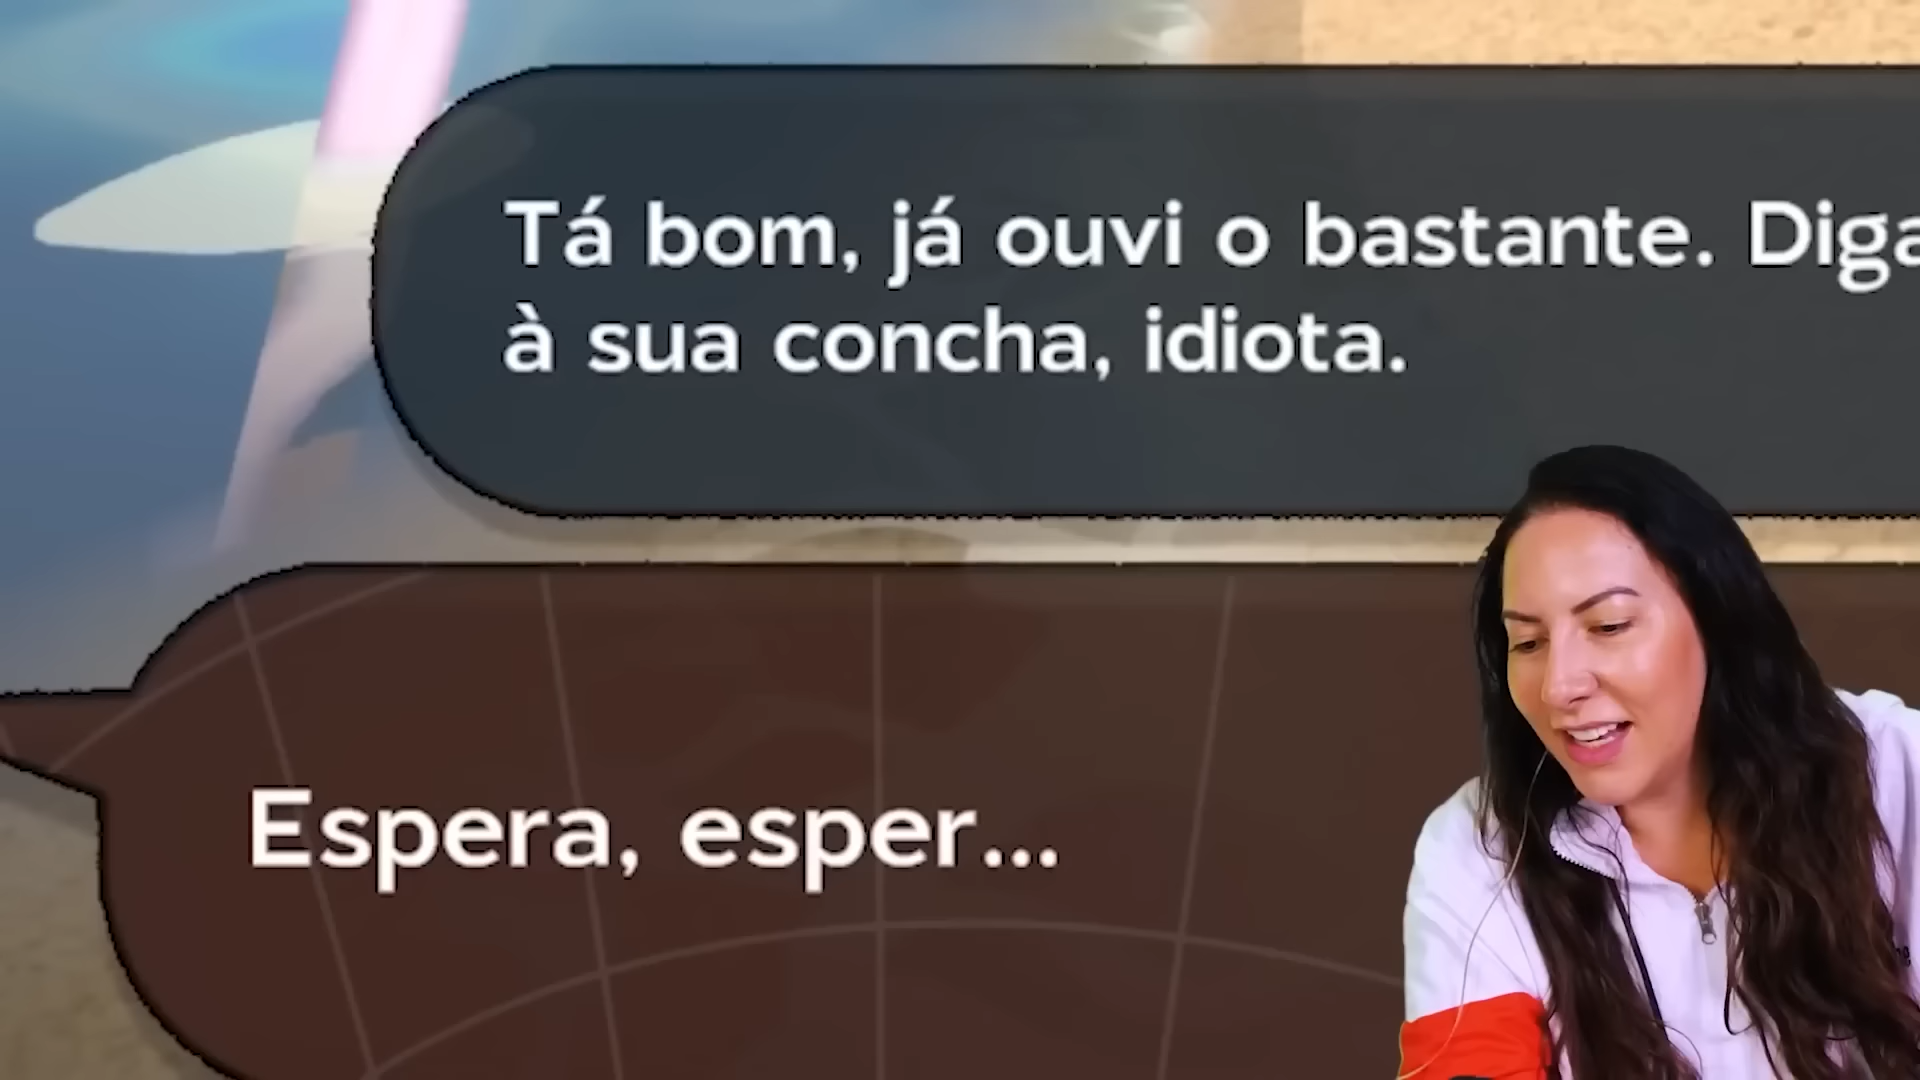 Tá bom, já ouvi o bastante. Diga
à sua concha, idiota.
Espera, esper...